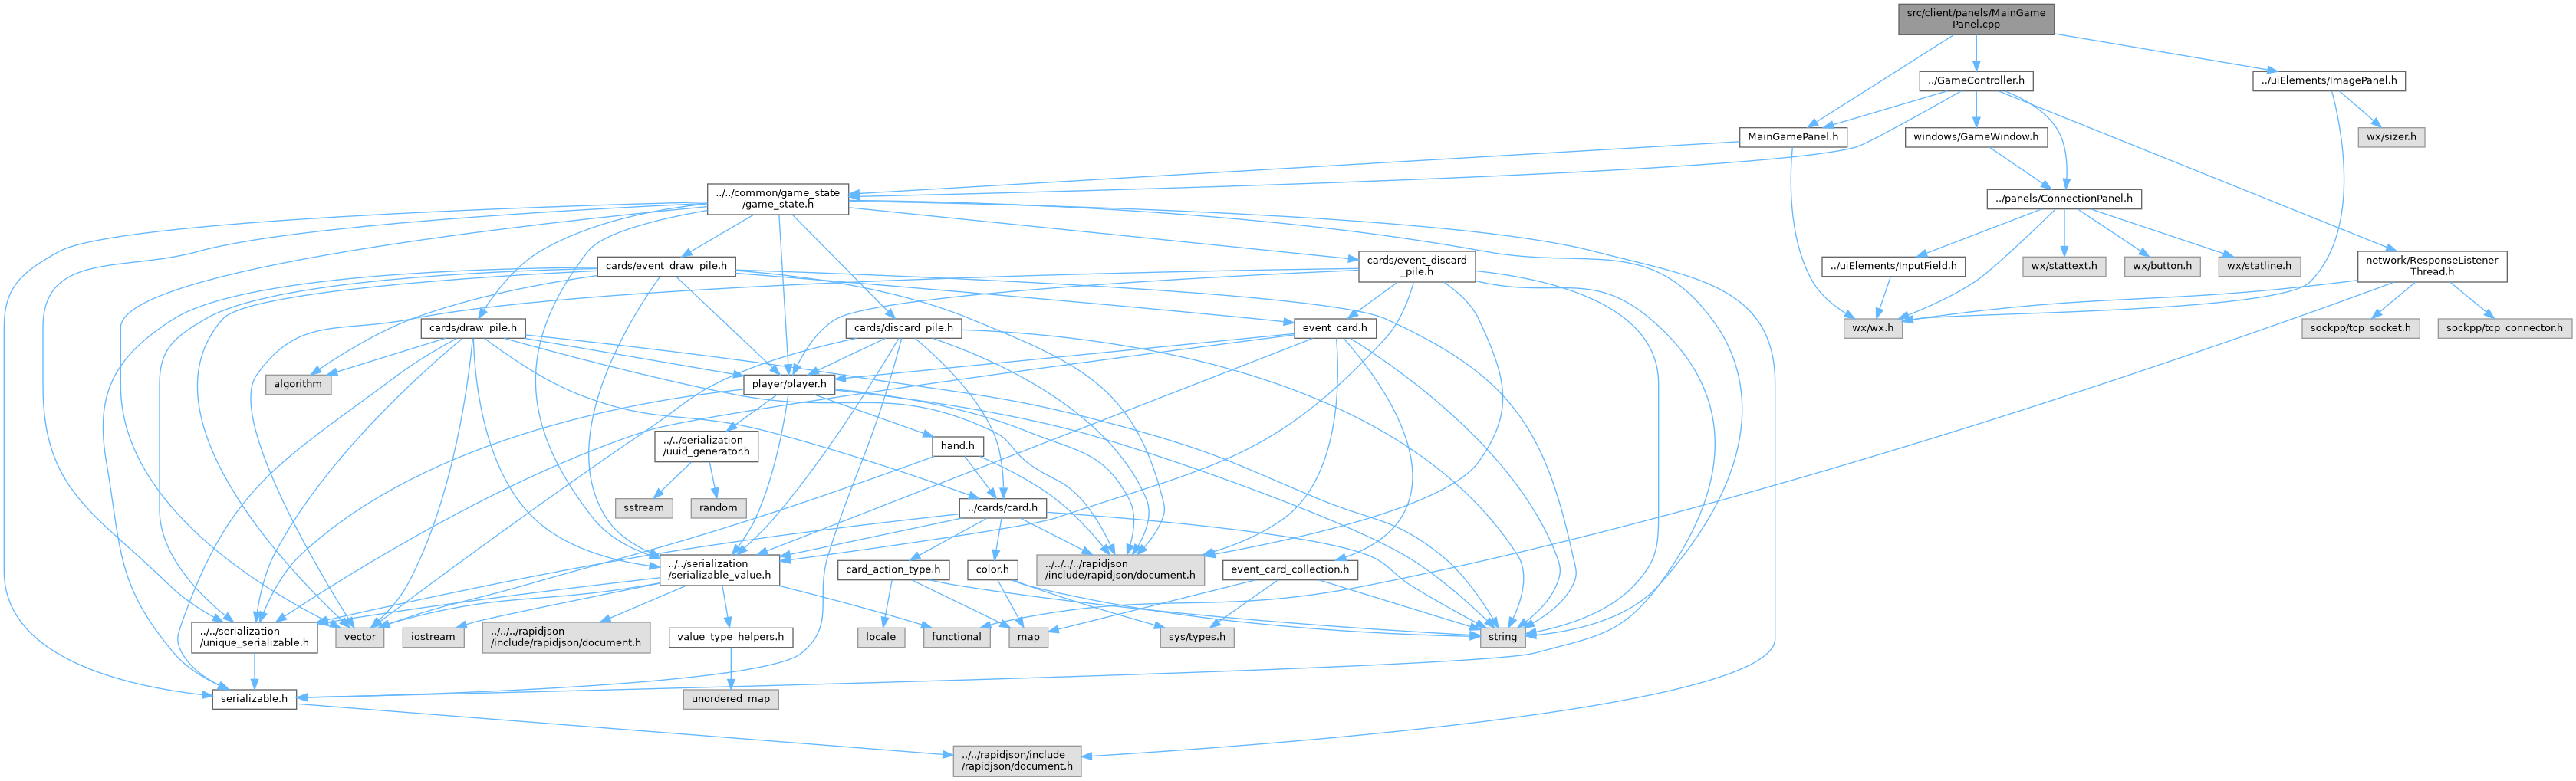 src/client/panels/MainGame
Panel.cpp
../GameController.h
../uiElements/ImagePanel.h
MainGamePanel.h
windows/GameWindow.h
wx/sizer.h
../../common/game_state
/game_state.h
../panels/ConnectionPanel.h
cards/event_draw_pile.h
cards/event_discard
_pile.h
../uiElements/InputField.h
wx/stattext.h
wx/button.h
wx/statline.h
network/ResponseListener
Thread.h
cards/draw_pile.h
cards/discard_pile.h
event_card.h
wx/wx.h
sockpp/tcp_socket.h
sockpp/tcp_connector.h
algorithm
player/player.h
../../serialization
/uuid_generator.h
hand.h
sstream
random
../cards/card.h
../../serialization
/serializable_value.h
card_action_type.h
color.h
../../../../rapidjson
/include/rapidjson/document.h
event_card_collection.h
../../serialization
/unique_serializable.h
vector
iostream
../../../rapidjson
/include/rapidjson/document.h
value_type_helpers.h
locale
functional
map
sys/types.h
string
serializable.h
unordered_map
../../rapidjson/include
/rapidjson/document.h